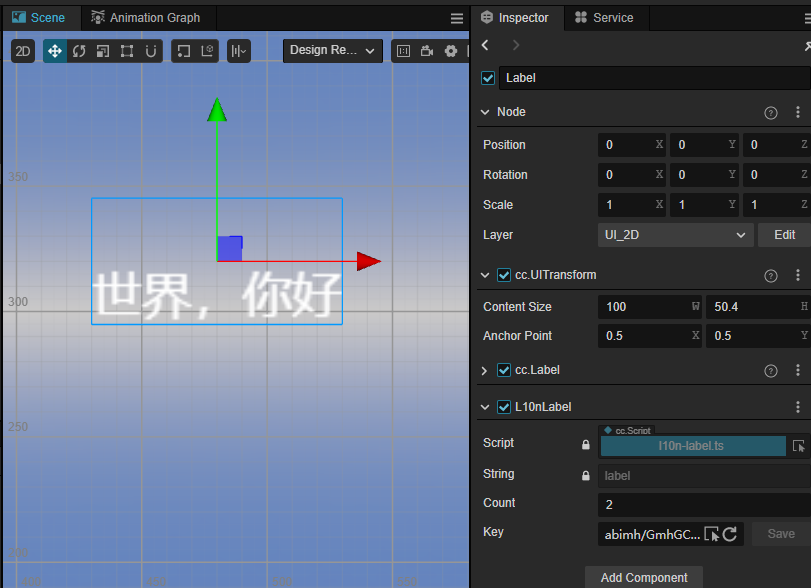 Scene
Animation Graph
Inspector
Service
2D
Design Re...
Label
Node
Position
0 X 0 Y 0 Z
Rotation
0 X 0 Y 0 Z
Scale
1 X 1 Y 1 Z
Layer
UI_2D
Edit
cc.UITransform
Content Size
100 W 50.4 H
Anchor Point
0.5 X 0.5 Y
cc.Label
L10nLabel
cc.Script
Script
l10n-label.ts
String
label
Count
2
Key
abimh/GmhGC...
Save
Add Component
350
300
250
世界，你好